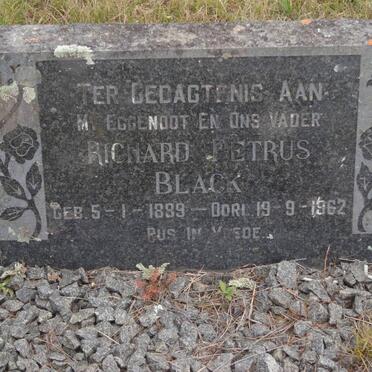 TER GEDAGTENIS AAN
MY EGGENOOT EN ONS VADER
RICHARD PETRUS
BLACK
GEB. 5-1-1889 — OORL. 19-9-1962
RUS IN VREDE.